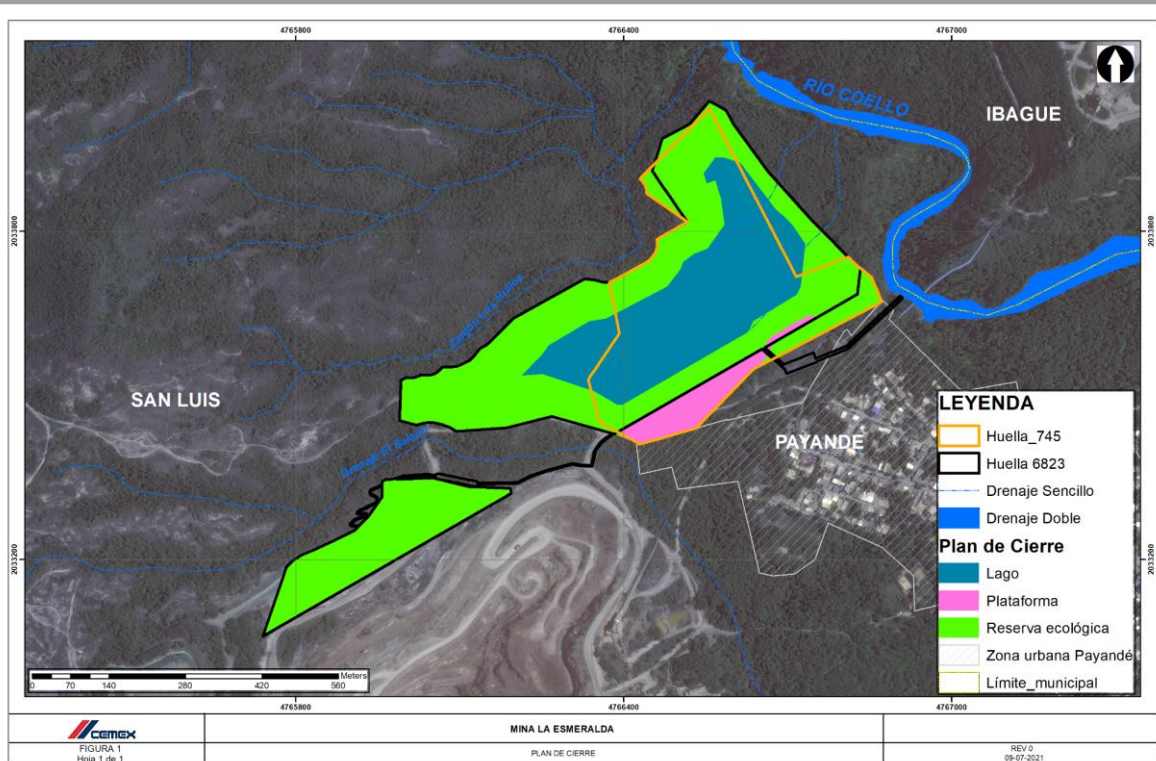 4765800
4766400
4767000
RÍO COELLO
IBAGUE
2033800
2033800
SAN LUIS
PAYANDE
LEYENDA
Huella_745
Huella 6823
Drenaje Sencillo
Drenaje Doble
Plan de Cierre
Lago
Plataforma
Reserva ecológica
Zona urbana Payandé
Límite_municipal
2033200
2033200
Meters
0 70 140 280 420 560
4765800
4766400
4767000
CEMEX
FIGURA 1
Hoja 1 de 1
MINA LA ESMERALDA
PLAN DE CIERRE
REV 0
09-07-2021